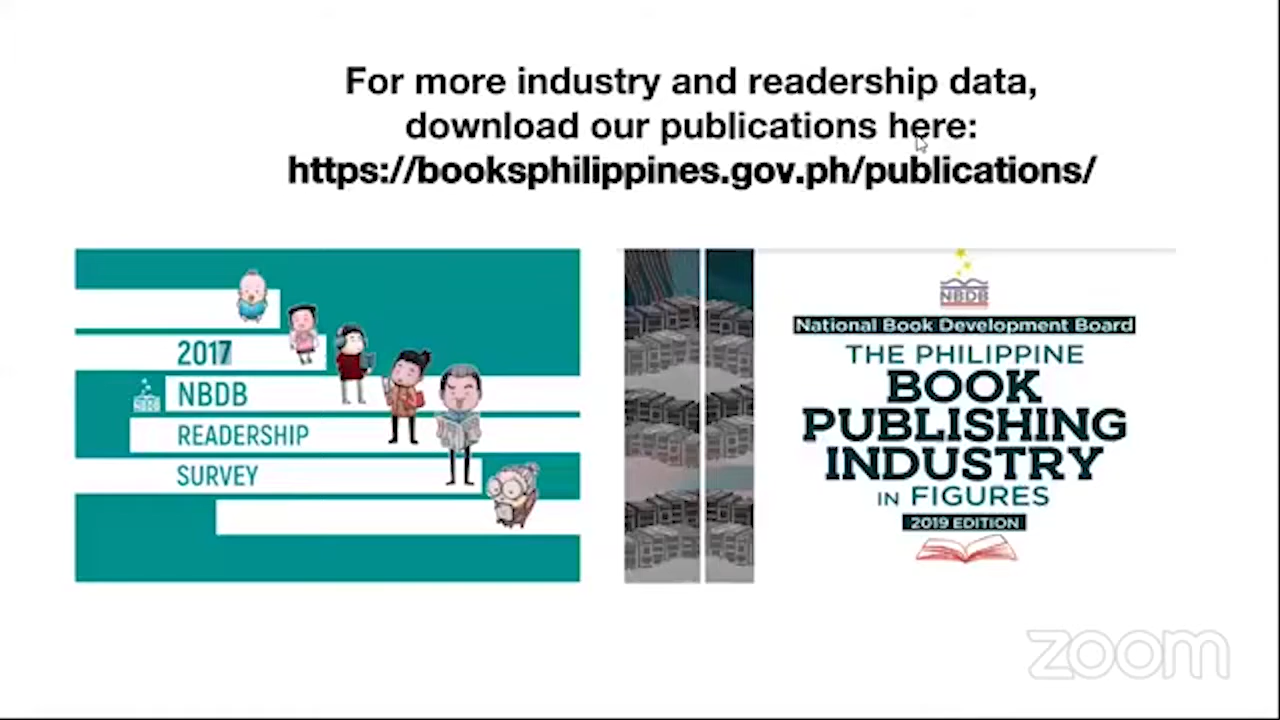 For more industry and readership data,
download our publications here:
https://booksphilippines.gov.ph/publications/
2017
NBDB
READERSHIP
SURVEY
NBDB
National Book Development Board
THE PHILIPPINE
BOOK
PUBLISHING
INDUSTRY
IN FIGURES
2019 EDITION
zoom